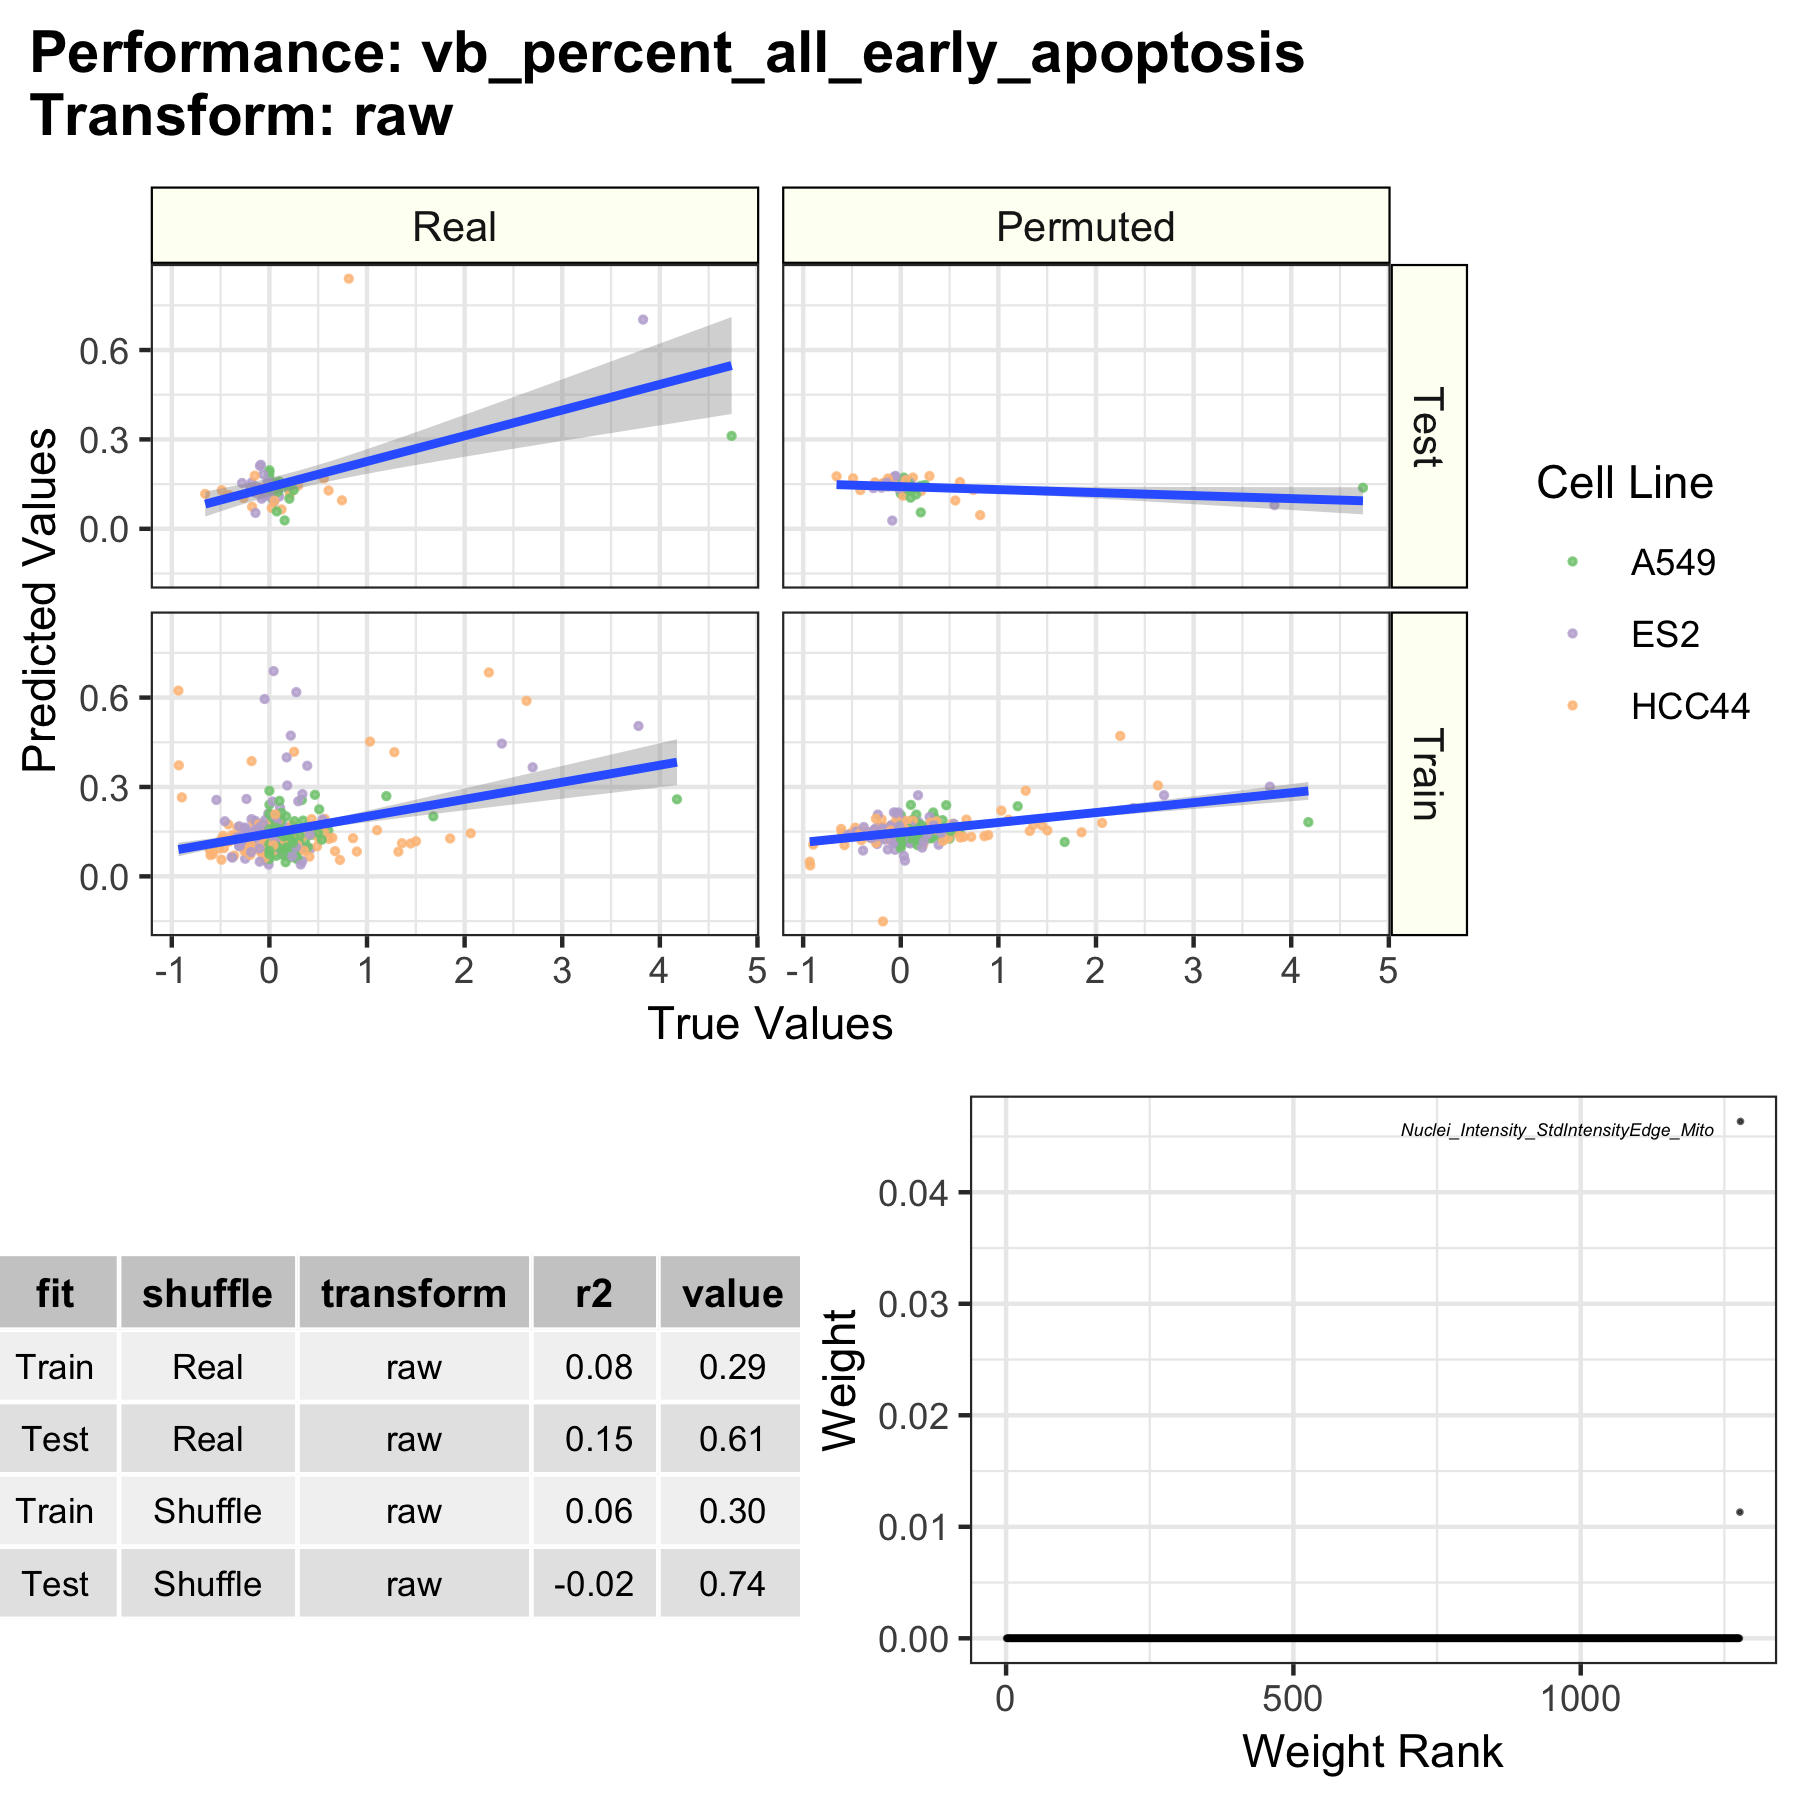 Performance: vb_percent_all_early_apoptosis
Transform: raw
Real
Permuted
Predicted Values
0.6
0.3
0.0
Test
0.6
0.3
0.0
Train
-1 0 1 2 3 4 5
-1 0 1 2 3 4 5
True Values
Cell Line
A549
ES2
HCC44
fit shuffle transform r2 value
Train Real raw 0.08 0.29
Test Real raw 0.15 0.61
Train Shuffle raw 0.06 0.30
Test Shuffle raw -0.02 0.74
Nuclei_Intensity_StdIntensityEdge_Mito
Weight
0.04
0.03
0.02
0.01
0.00
0 500 1000
Weight Rank